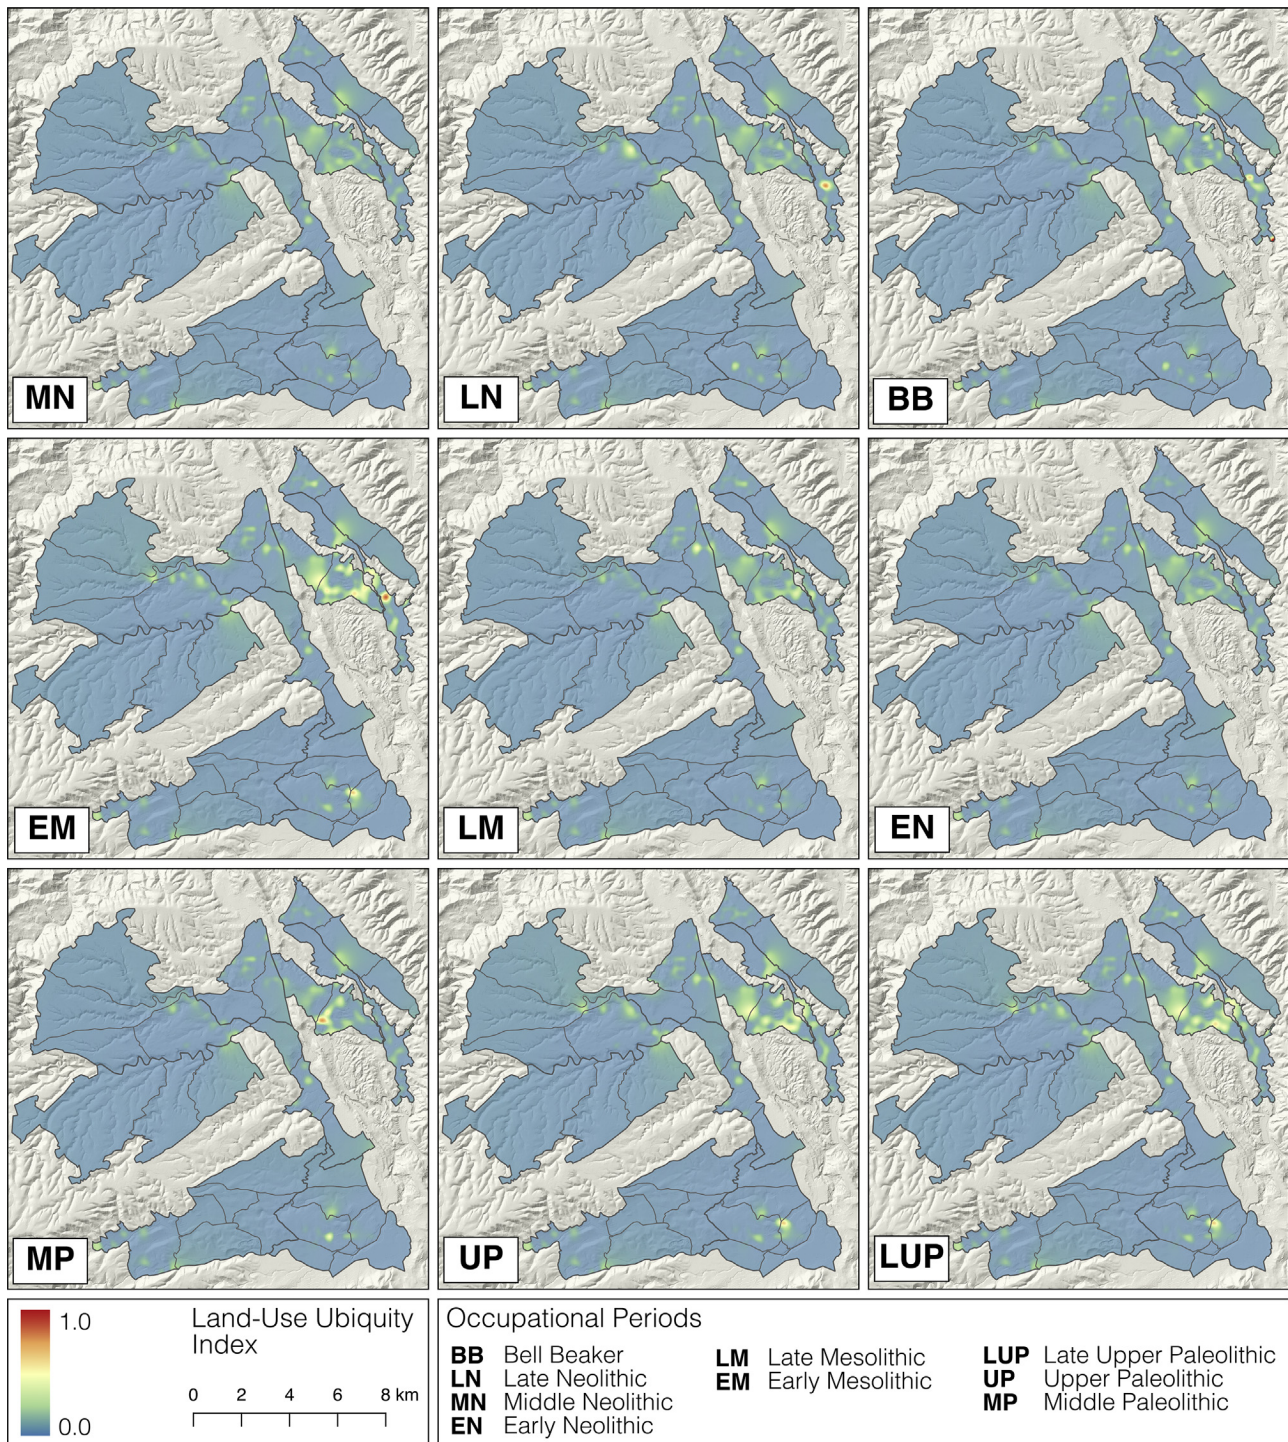 MN
LN
BB
EM
LM
EN
MP
UP
LUP
1.0
0.0
Land-Use Ubiquity
Index
0 2 4 6 8 km
Occupational Periods
BB Bell Beaker
LN Late Neolithic
MN Middle Neolithic
EN Early Neolithic
LM Late Mesolithic
EM Early Mesolithic
LUP Late Upper Paleolithic
UP Upper Paleolithic
MP Middle Paleolithic